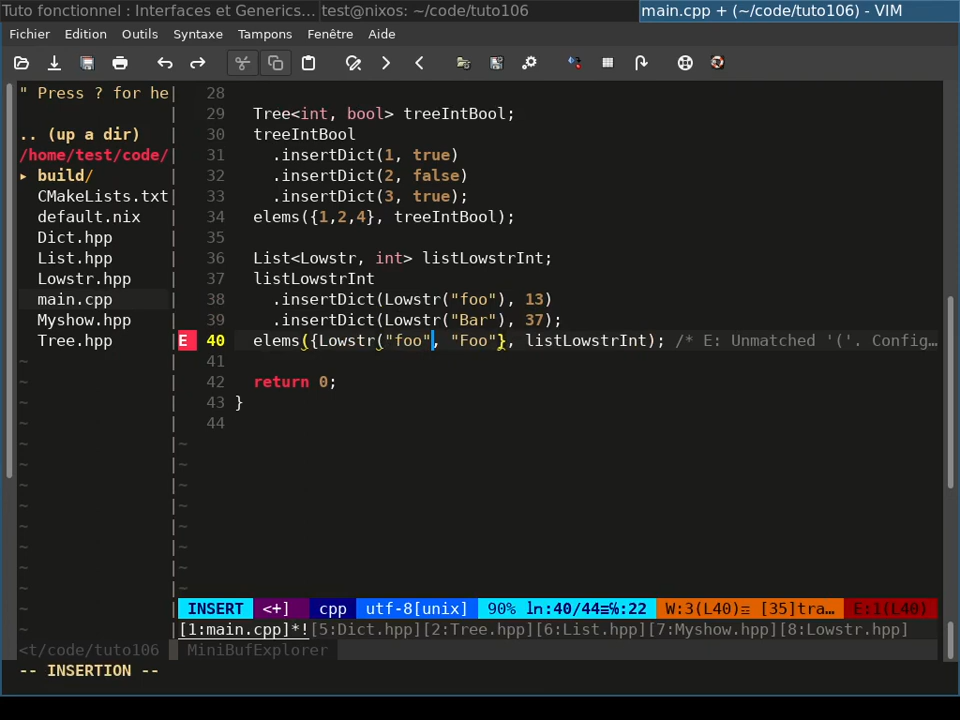 Tuto fonctionnel : Interfaces et Generics... test@nixos: ~/code/tuto106 main.cpp + (~/code/tuto106) - VIM
Fichier Edition Outils Syntaxe Tampons Fenêtre Aide
" Press ? for he
.. (up a dir)
/home/test/code/
▸ build/
CMakeLists.txt
default.nix
Dict.hpp
List.hpp
Lowstr.hpp
main.cpp
Myshow.hpp
Tree.hpp
28
29 Tree<int, bool> treeIntBool;
30 treeIntBool
31 .insertDict(1, true)
32 .insertDict(2, false)
33 .insertDict(3, true);
34 elems({1,2,4}, treeIntBool);
35
36 List<Lowstr, int> listLowstrInt;
37 listLowstrInt
38 .insertDict(Lowstr("foo"), 13)
39 .insertDict(Lowstr("Bar"), 37);
E 40 elems({Lowstr("foo", "Foo"}, listLowstrInt); /* E: Unmatched '('. Config…
41
42 return 0;
43 }
44
INSERT <+] cpp utf-8[unix] 90% ln:40/44≡℅:22 W:3(L40)≡ [35]tra… E:1(L40)
[1:main.cpp]*![5:Dict.hpp][2:Tree.hpp][6:List.hpp][7:Myshow.hpp][8:Lowstr.hpp]
<t/code/tuto106 MiniBufExplorer
-- INSERTION --